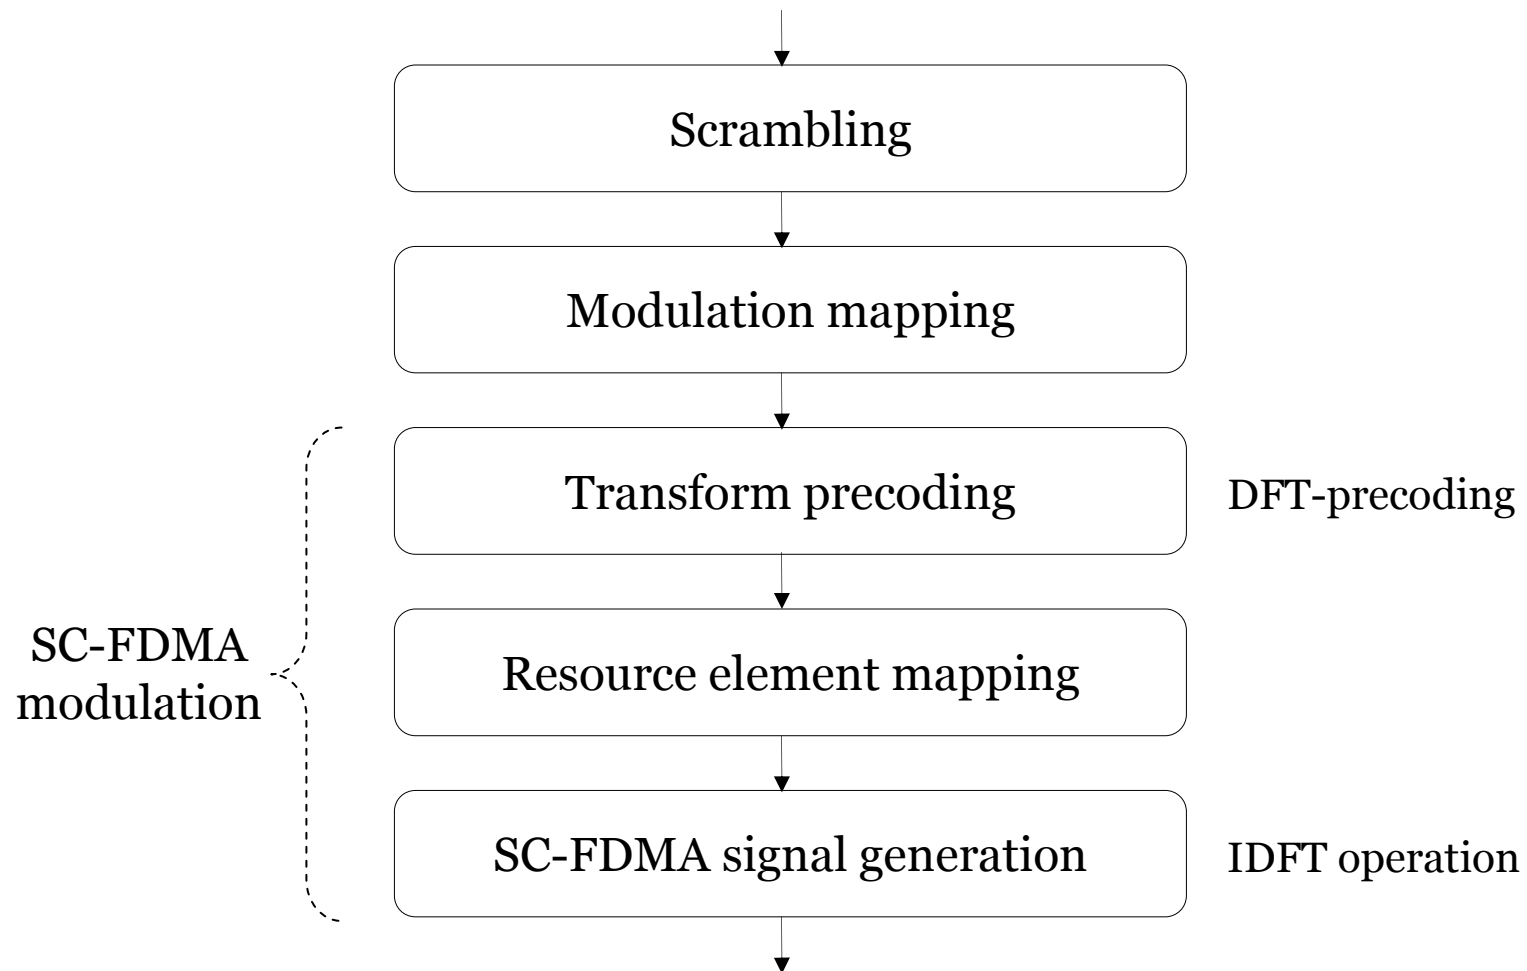 Scrambling
Modulation mapping
Transform precoding
DFT-precoding
SC-FDMA
modulation
Resource element mapping
SC-FDMA signal generation
IDFT operation